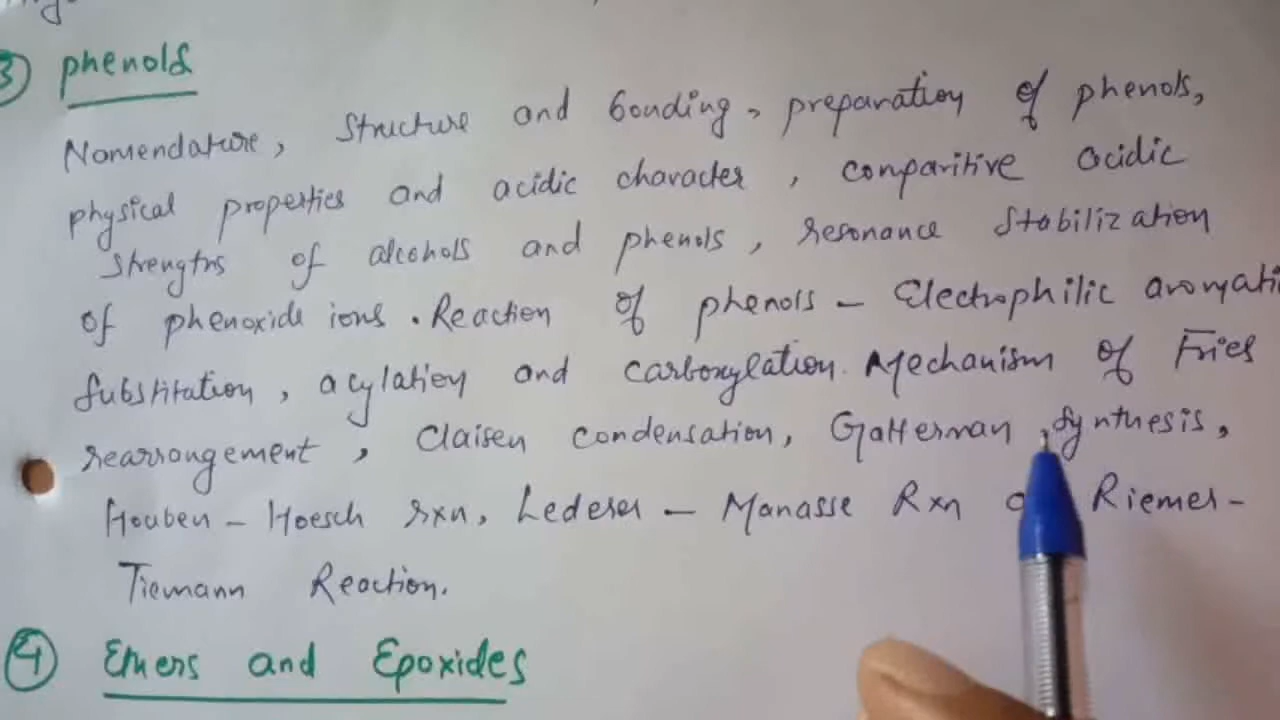 3 phenols
Nomenclature, structure and bonding, preparation of phenols,
physical properties and acidic character, comparitive acidic
strengths of alcohols and phenols, resonance stabilization
of phenoxide ions. Reaction of phenols - Electrophilic aromati
substitution, acylation and carboxylation. Mechanism of Fries
rearrangement, Claisen condensation, Gatterman synthesis,
Houben - Hoesch rxn, Lederer - Manasse Rxn Riemer-
Tiemann Reaction.
4 Ethers and Epoxides